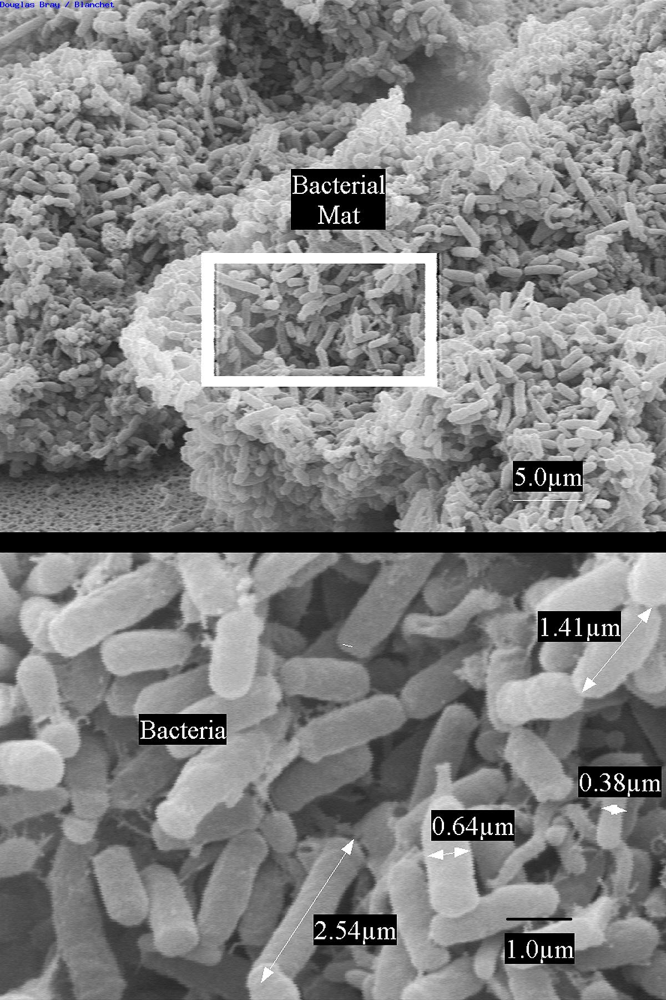 Douglas Bray / Blanchet
Bacterial
Mat
5.0µm
1.41µm
Bacteria
0.38µm
0.64µm
2.54µm
1.0µm